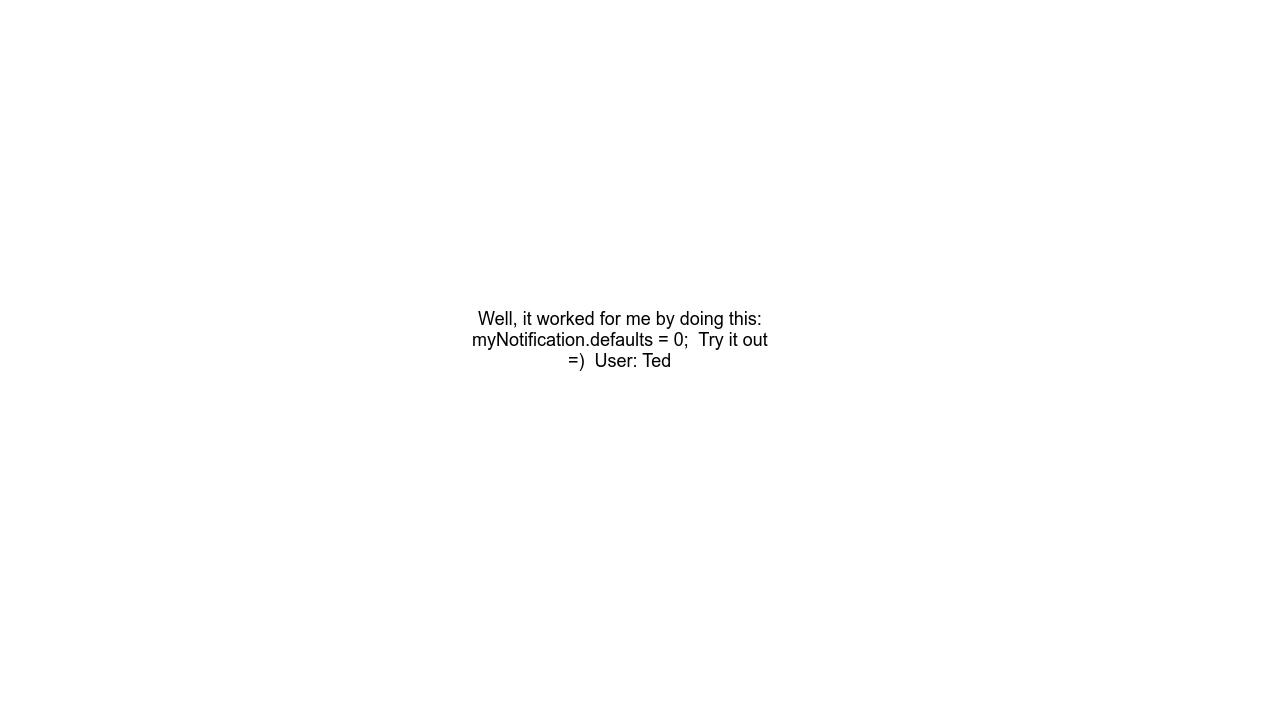 Well, it worked for me by doing this:
myNotification.defaults = 0;  Try it out
=)  User: Ted